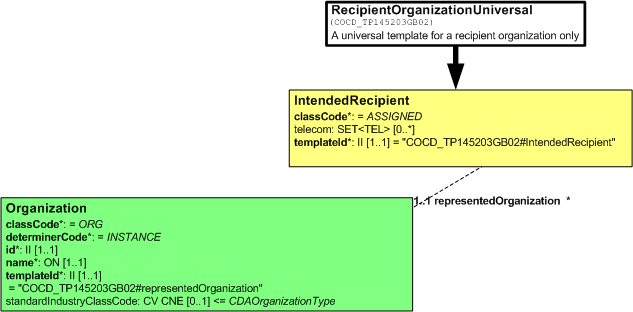 RecipientOrganizationUniversal
(COCD_TP145203GB02)
A universal template for a recipient organization only
IntendedRecipient
classCode*: = ASSIGNED
telecom: SET<TEL> [0..*]
templateId*: II [1..1] = "COCD_TP145203GB02#IntendedRecipient"
1..1 representedOrganization *
Organization
classCode*: = ORG
determinerCode*: = INSTANCE
id*: II [1..1]
name*: ON [1..1]
templateId*: II [1..1]
= "COCD_TP145203GB02#representedOrganization"
standardIndustryClassCode: CV CNE [0..1] <= CDAOrganizationType